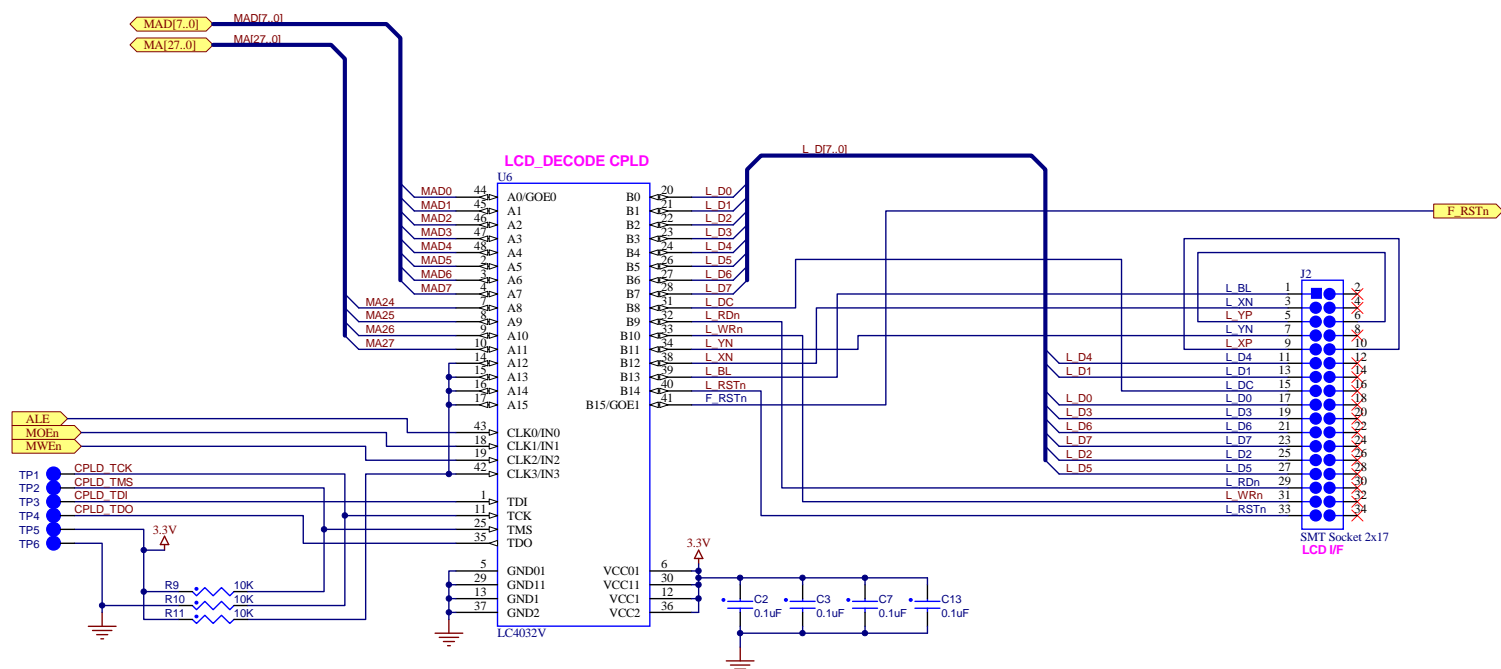 MAD[7..0] MAD[7..0]
MA[27..0] MA[27..0]
L_D[7..0]
LCD_DECODE CPLD
U6
MAD0 44 A0/GOE0 B0 20 L_D0
MAD1 45 A1 B1 21 L_D1
MAD2 46 A2 B2 22 L_D2
MAD3 47 A3 B3 23 L_D3
MAD4 48 A4 B4 24 L_D4
MAD5 2 A5 B5 26 L_D5
MAD6 3 A6 B6 27 L_D6
MAD7 4 A7 B7 28 L_D7
MA24 7 A8 B8 31 L_DC
MA25 8 A9 B9 32 L_RDn
MA26 9 A10 B10 33 L_WRn
MA27 10 A11 B11 34 L_YN
14 A12 B12 38 L_XN
15 A13 B13 39 L_BL
16 A14 B14 40 L_RSTn
17 A15 B15/GOE1 41 F_RSTn
F_RSTn
ALE 43 CLK0/IN0
MOEn 18 CLK1/IN1
MWEn 19 CLK2/IN2
42 CLK3/IN3
TP1 CPLD_TCK
TP2 CPLD_TMS
TP3 CPLD_TDI
TP4 CPLD_TDO
TP5
TP6
3.3V
1 TDI
11 TCK
25 TMS
35 TDO
R9 10K
R10 10K
R11 10K
5 GND01 VCC01 6
29 GND11 VCC11 30
13 GND1 VCC1 12
37 GND2 VCC2 36
LC4032V
3.3V
C2 0.1uF
C3 0.1uF
C7 0.1uF
C13 0.1uF
J2
L_BL 1 2
L_XN 3 4
L_YP 5 6
L_YN 7 8
L_XP 9 10
L_D4 L_D4 11 12
L_D1 L_D1 13 14
L_DC 15 16
L_D0 L_D0 17 18
L_D3 L_D3 19 20
L_D6 L_D6 21 22
L_D7 L_D7 23 24
L_D2 L_D2 25 26
L_D5 L_D5 27 28
L_RDn 29 30
L_WRn 31 32
L_RSTn 33 34
SMT Socket 2x17
LCD I/F